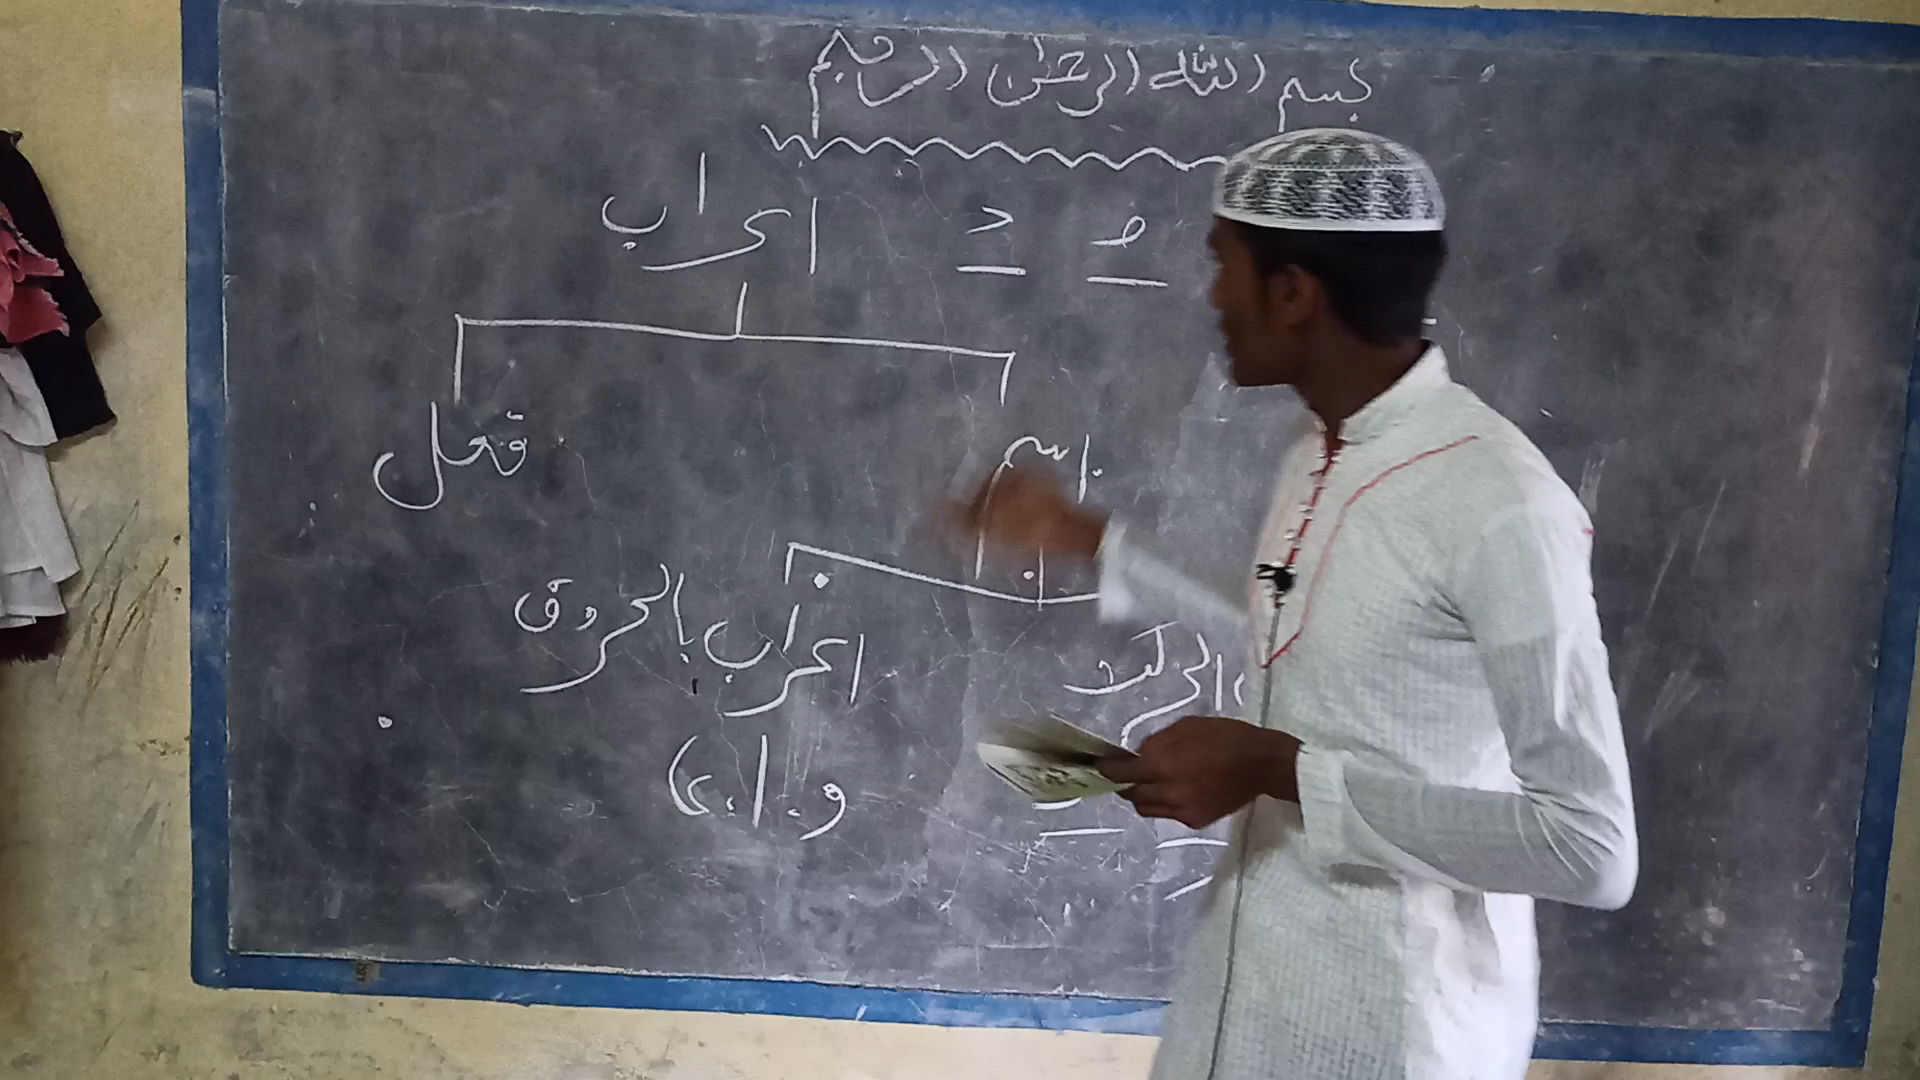 بسم الله الرحمن الرحيم
اعراب
فعل
اسم
اعراب بالحروف
و، ا، ی